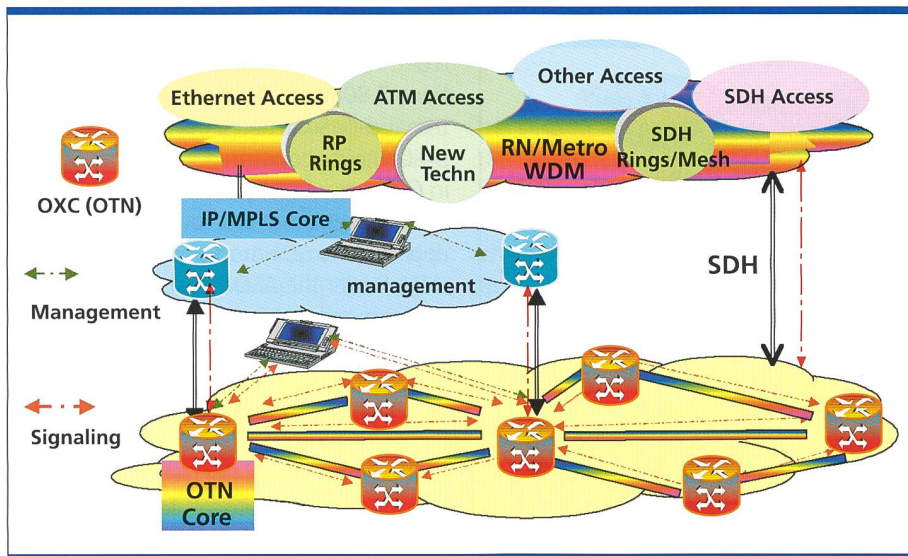 Ethernet Access
ATM Access
Other Access
SDH Access
RP
Rings
New
Techn
RN/Metro
WDM
SDH
Rings/Mesh
OXC (OTN)
IP/MPLS Core
management
Management
SDH
Signaling
OTN
Core